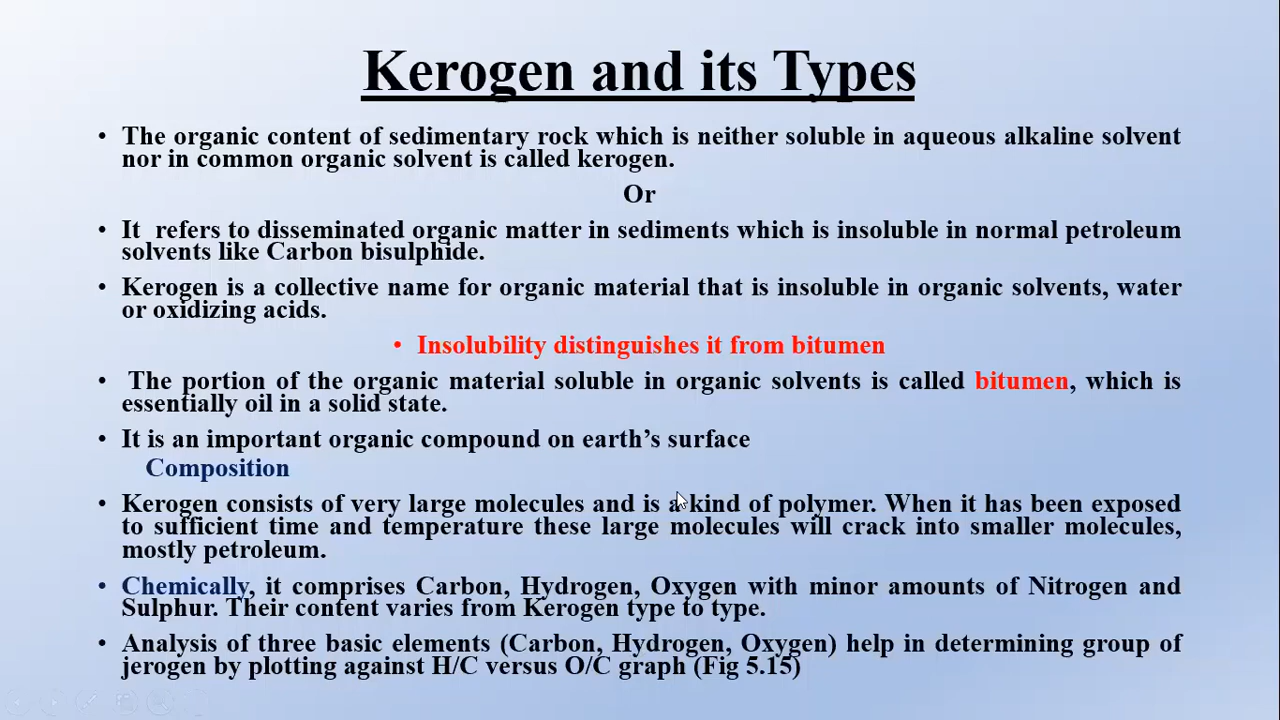 Kerogen and its Types
• The organic content of sedimentary rock which is neither soluble in aqueous alkaline solvent
nor in common organic solvent is called kerogen.
Or
• It refers to disseminated organic matter in sediments which is insoluble in normal petroleum
solvents like Carbon bisulphide.
• Kerogen is a collective name for organic material that is insoluble in organic solvents, water
or oxidizing acids.
• Insolubility distinguishes it from bitumen
• The portion of the organic material soluble in organic solvents is called bitumen, which is
essentially oil in a solid state.
• It is an important organic compound on earth's surface
Composition
• Kerogen consists of very large molecules and is a kind of polymer. When it has been exposed
to sufficient time and temperature these large molecules will crack into smaller molecules,
mostly petroleum.
• Chemically, it comprises Carbon, Hydrogen, Oxygen with minor amounts of Nitrogen and
Sulphur. Their content varies from Kerogen type to type.
• Analysis of three basic elements (Carbon, Hydrogen, Oxygen) help in determining group of
jerogen by plotting against H/C versus O/C graph (Fig 5.15)